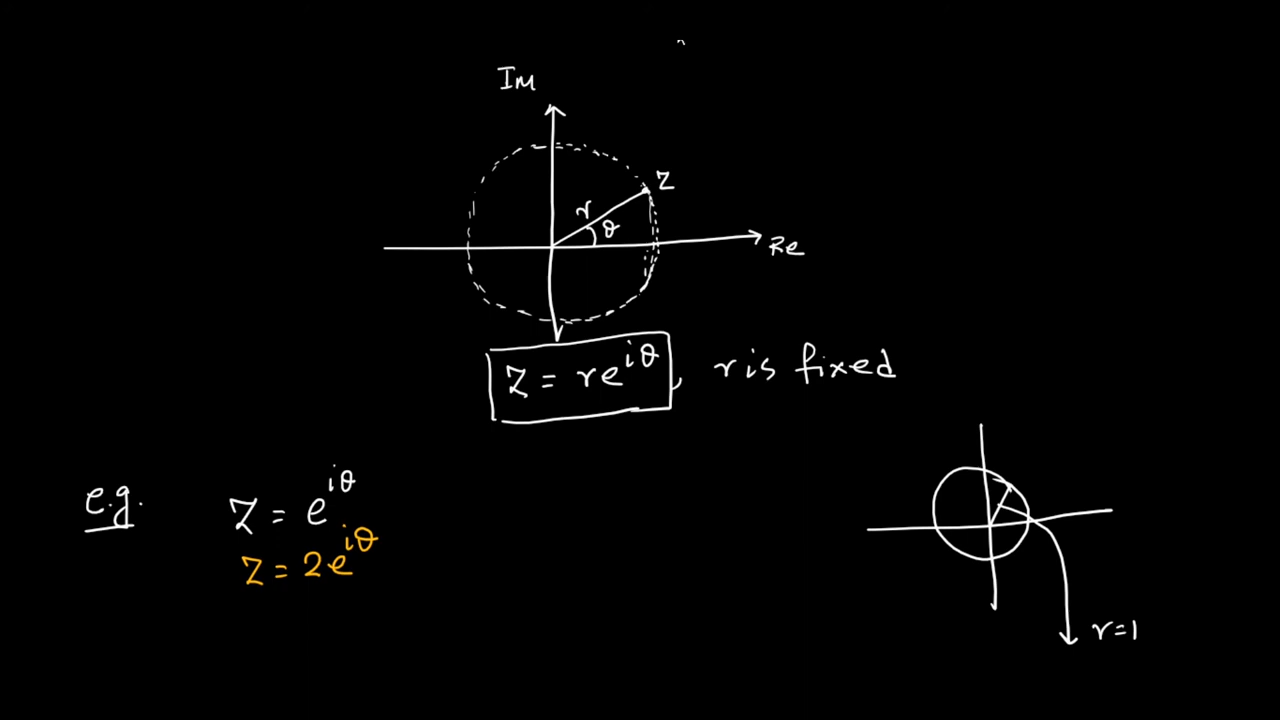 Im
z
r
θ
Re
z = re^{iθ}, r is fixed
e.g. z = e^{iθ}
z = 2e^{iθ}
r=1